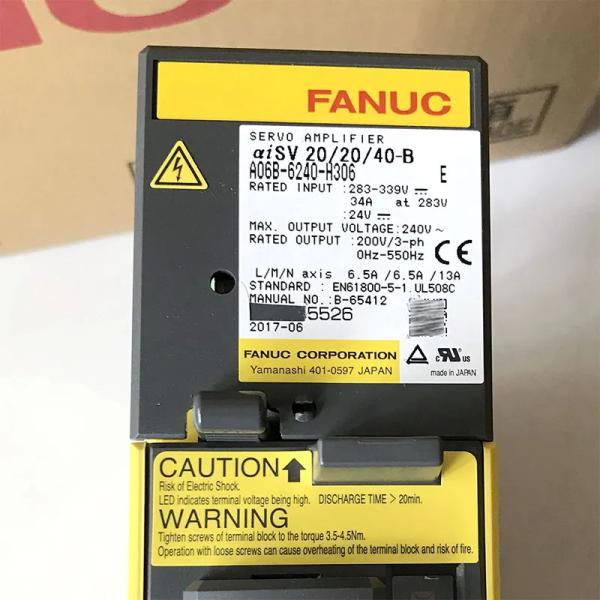 FANUC
SERVO AMPLIFIER
αiSV 20/20/40-B
A06B-6240-H306 E
RATED INPUT :283-339V
34A at 283V
:24V
MAX. OUTPUT VOLTAGE:240V~
RATED OUTPUT :200V/3-ph
0Hz-550Hz
CE
L/M/N axis 6.5A/6.5A/13A
STANDARD : EN61800-5-1.UL508C
MANUAL NO.:B-65412
5526
2017-06
FANUC CORPORATION
Yamanashi 401-0597 JAPAN
c us
made in JAPAN
CAUTION
Risk of Electric Shock.
LED indicates terminal voltage being high. DISCHARGE TIME > 20min.
WARNING
Tighten screws of terminal block to the torque 3.5-4.5Nm.
Operation with loose screws can cause overheating of the terminal block and risk of fire.